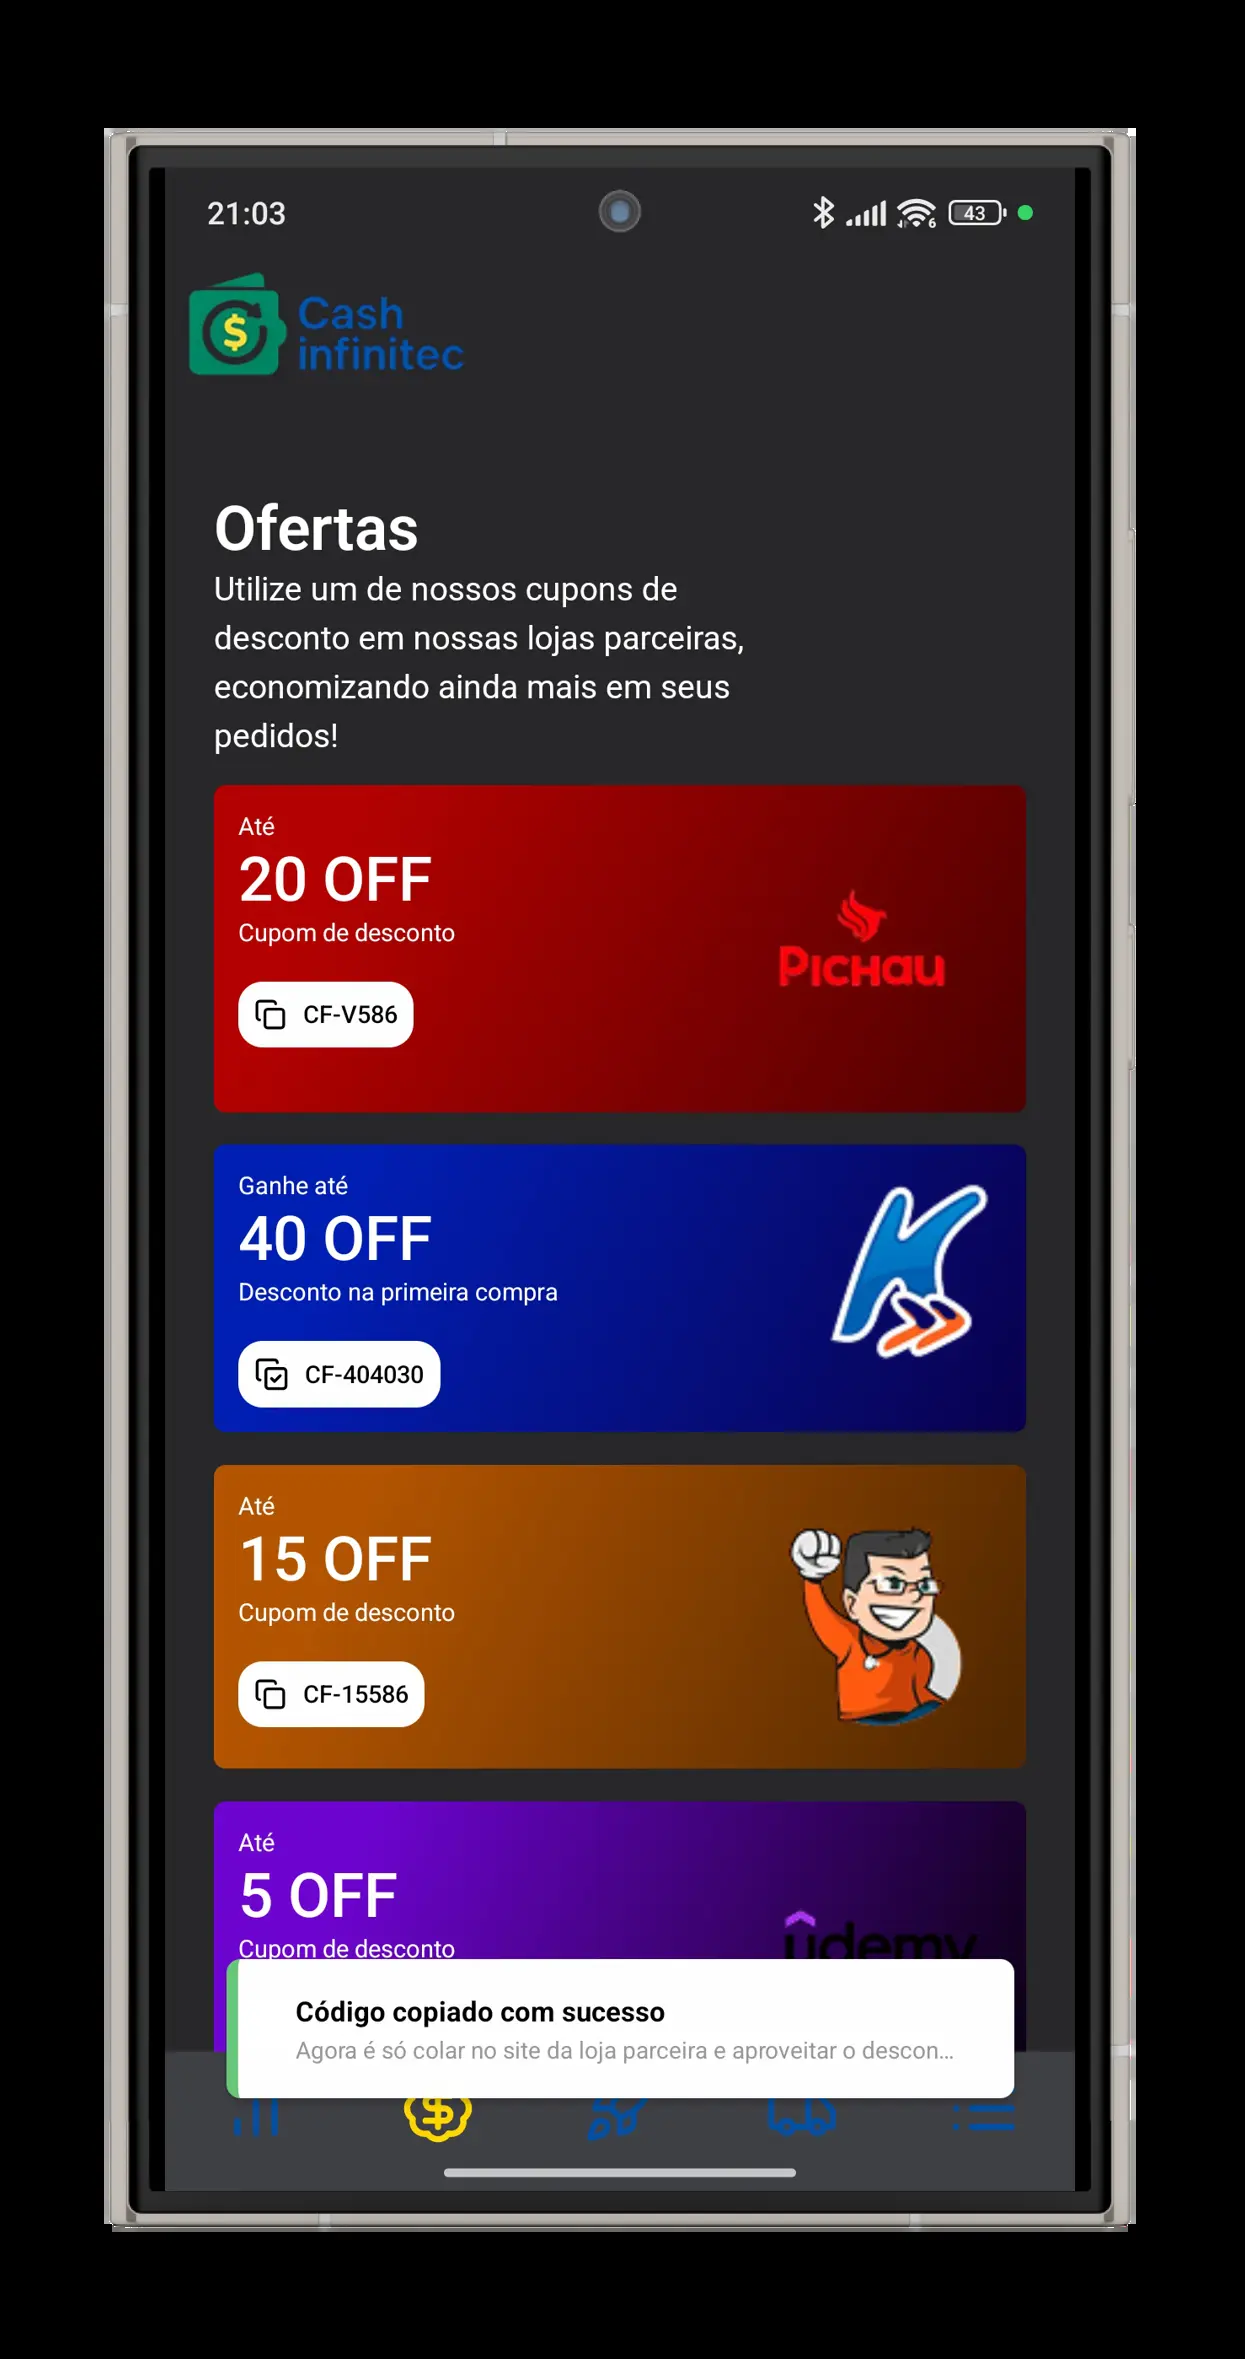 21:03
6
43
$
Cash
infinitec
Ofertas
Utilize um de nossos cupons de
desconto em nossas lojas parceiras,
economizando ainda mais em seus
pedidos!
Até
20 OFF
Cupom de desconto
PICHAU
CF-V586
Ganhe até
40 OFF
Desconto na primeira compra
CF-404030
Até
15 OFF
Cupom de desconto
CF-15586
Até
5 OFF
Cupom de desconto
udemy
Código copiado com sucesso
Agora é só colar no site da loja parceira e aproveitar o descon...
$